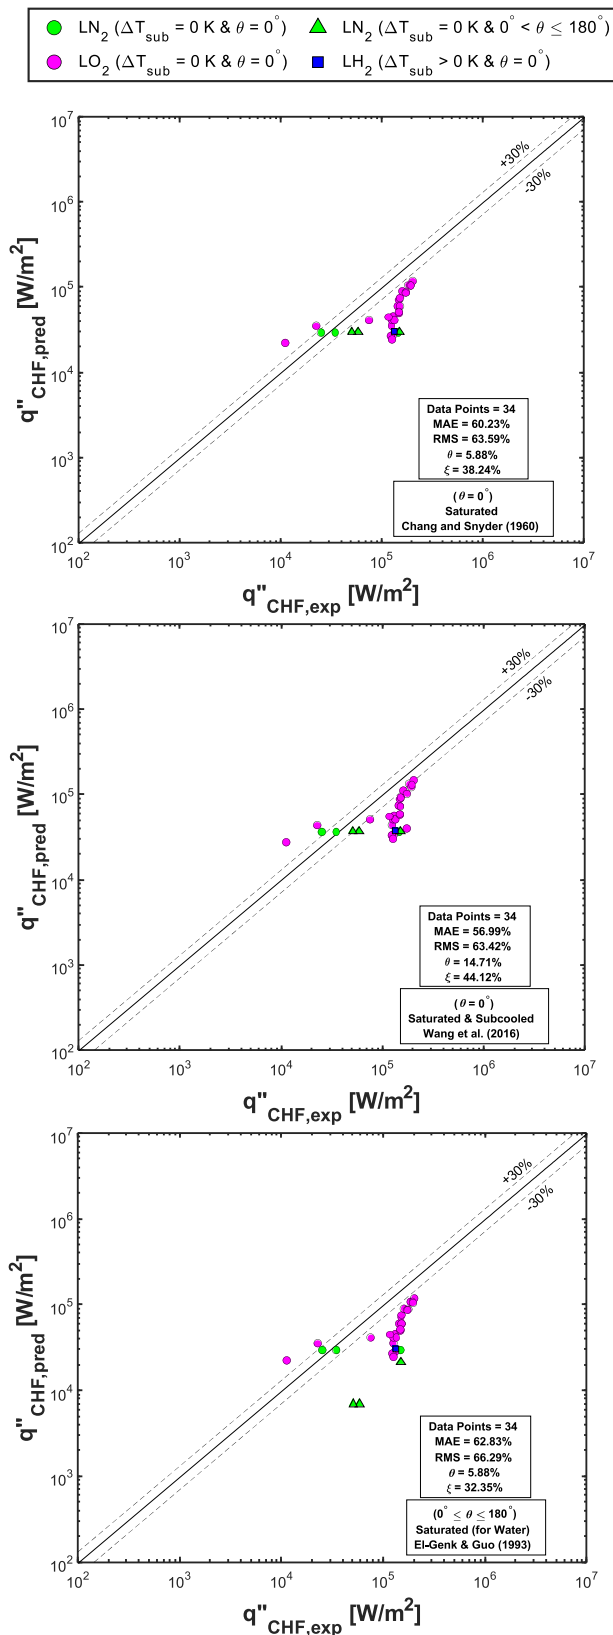 LN2 (ΔTsub = 0 K & θ = 0°) LN2 (ΔTsub = 0 K & 0° < θ ≤ 180°)
LO2 (ΔTsub = 0 K & θ = 0°) LH2 (ΔTsub > 0 K & θ = 0°)
10^7
10^6
10^5
10^4
10^3
10^2
q"CHF,pred [W/m^2]
+30%
-30%
Data Points = 34
MAE = 60.23%
RMS = 63.59%
θ = 5.88%
ξ = 38.24%
(θ = 0°)
Saturated
Chang and Snyder (1960)
10^2 10^3 10^4 10^5 10^6 10^7
q"CHF,exp [W/m^2]
10^7
10^6
10^5
10^4
10^3
10^2
q"CHF,pred [W/m^2]
+30%
-30%
Data Points = 34
MAE = 56.99%
RMS = 63.42%
θ = 14.71%
ξ = 44.12%
(θ = 0°)
Saturated & Subcooled
Wang et al. (2016)
10^2 10^3 10^4 10^5 10^6 10^7
q"CHF,exp [W/m^2]
10^7
10^6
10^5
10^4
10^3
10^2
q"CHF,pred [W/m^2]
+30%
-30%
Data Points = 34
MAE = 62.83%
RMS = 66.29%
θ = 5.88%
ξ = 32.35%
(0° ≤ θ ≤ 180°)
Saturated (for Water)
El-Genk & Guo (1993)
10^2 10^3 10^4 10^5 10^6 10^7
q"CHF,exp [W/m^2]